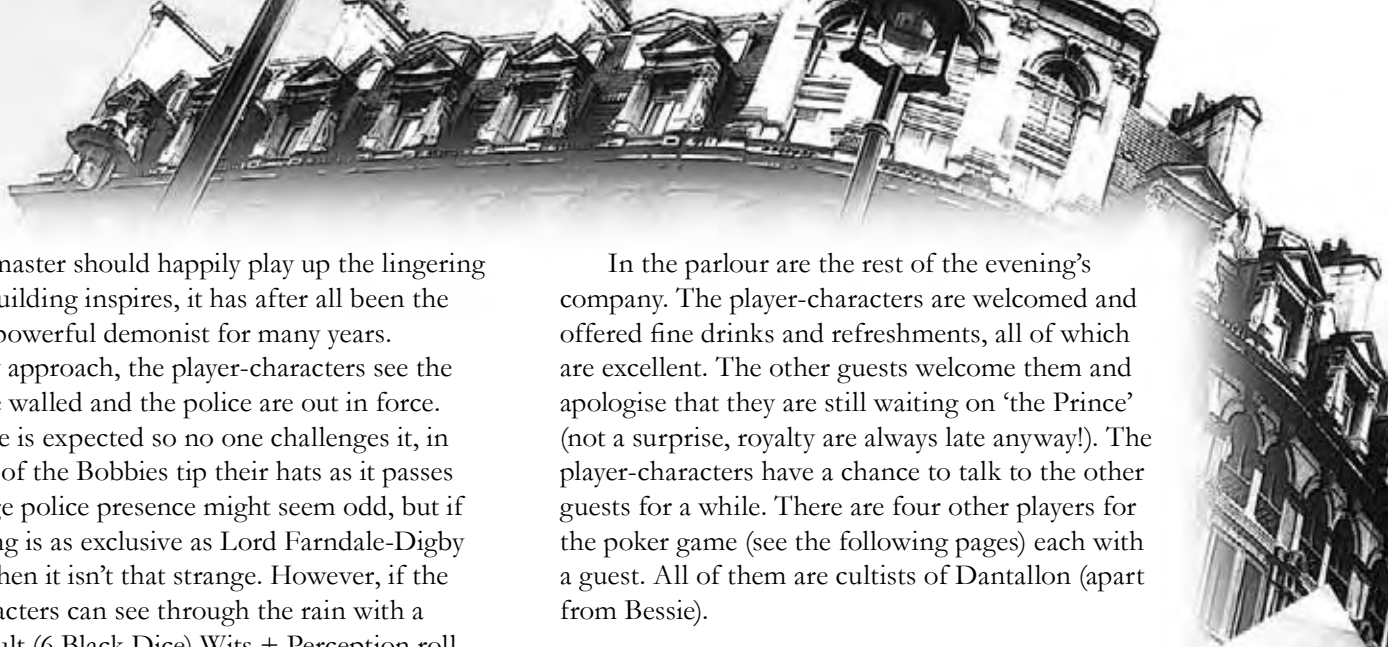 master should happily play up the lingering
uilding inspires, it has after all been the
powerful demonist for many years.
approach, the player-characters see the
walled and the police are out in force.
e is expected so no one challenges it, in
of the Bobbies tip their hats as it passes
ge police presence might seem odd, but if
ng is as exclusive as Lord Farndale-Digby
hen it isn’t that strange. However, if the
acters can see through the rain with a
ult (6 Black Dice) Wits + Perception roll
In the parlour are the rest of the evening’s
company. The player-characters are welcomed and
offered fine drinks and refreshments, all of which
are excellent. The other guests welcome them and
apologise that they are still waiting on ‘the Prince’
(not a surprise, royalty are always late anyway!). The
player-characters have a chance to talk to the other
guests for a while. There are four other players for
the poker game (see the following pages) each with
a guest. All of them are cultists of Dantallon (apart
from Bessie).